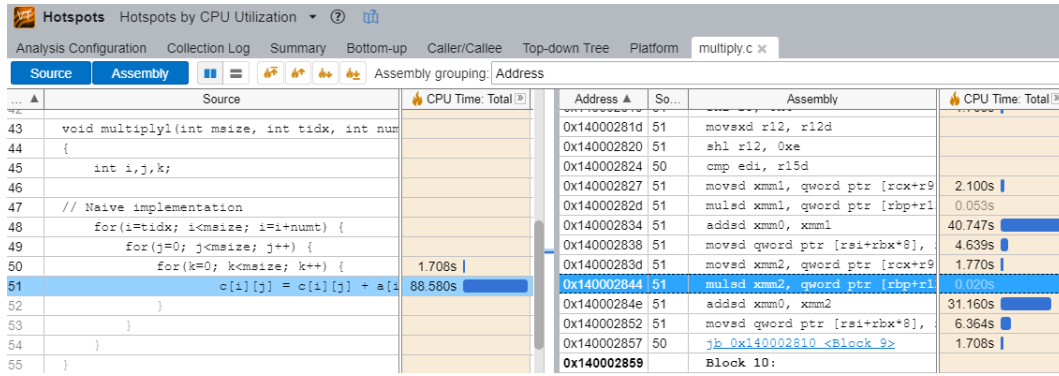 Hotspots Hotspots by CPU Utilization
Analysis Configuration Collection Log Summary Bottom-up Caller/Callee Top-down Tree Platform multiply.c
Source Assembly Assembly grouping: Address
... Source CPU Time: Total
43 void multiply1(int msize, int tidx, int num
44 {
45 int i,j,k;
46
47 // Naive implementation
48 for(i=tidx; i<msize; i=i+numt) {
49 for(j=0; j<msize; j++) {
50 for(k=0; k<msize; k++) { 1.708s
51 c[i][j] = c[i][j] + a[i 88.580s
52 }
53 }
54 }
55 }
Address So... Assembly CPU Time: Total
0x14000281d 51 movsxd r12, r12d
0x140002820 51 shl r12, 0xe
0x140002824 50 cmp edi, r15d
0x140002827 51 movsd xmm1, qword ptr [rcx+r9 2.100s
0x14000282d 51 mulsd xmm1, qword ptr [rbp+r1 0.053s
0x140002834 51 addsd xmm0, xmm1 40.747s
0x140002838 51 movsd qword ptr [rsi+rbx*8], 4.639s
0x14000283d 51 movsd xmm2, qword ptr [rcx+r9 1.770s
0x140002844 51 mulsd xmm2, qword ptr [rbp+r1 0.020s
0x14000284e 51 addsd xmm0, xmm2 31.160s
0x140002852 51 movsd qword ptr [rsi+rbx*8], 6.364s
0x140002857 50 jb 0x140002810 <Block 9> 1.708s
0x140002859 Block 10: